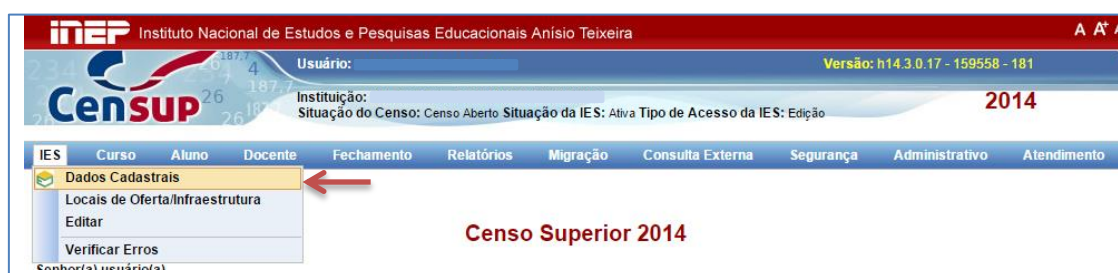 inep Instituto Nacional de Estudos e Pesquisas Educacionais Anísio Teixeira A A+
Censup
Usuário: Versão: h14.3.0.17 - 159558 - 181
Instituição:
Situação do Censo: Censo Aberto Situação da IES: Ativa Tipo de Acesso da IES: Edição
2014
IES Curso Aluno Docente Fechamento Relatórios Migração Consulta Externa Segurança Administrativo Atendimento
Dados Cadastrais
Locais de Oferta/Infraestrutura
Editar
Verificar Erros
Censo Superior 2014
Senhor(a) usuário(a)